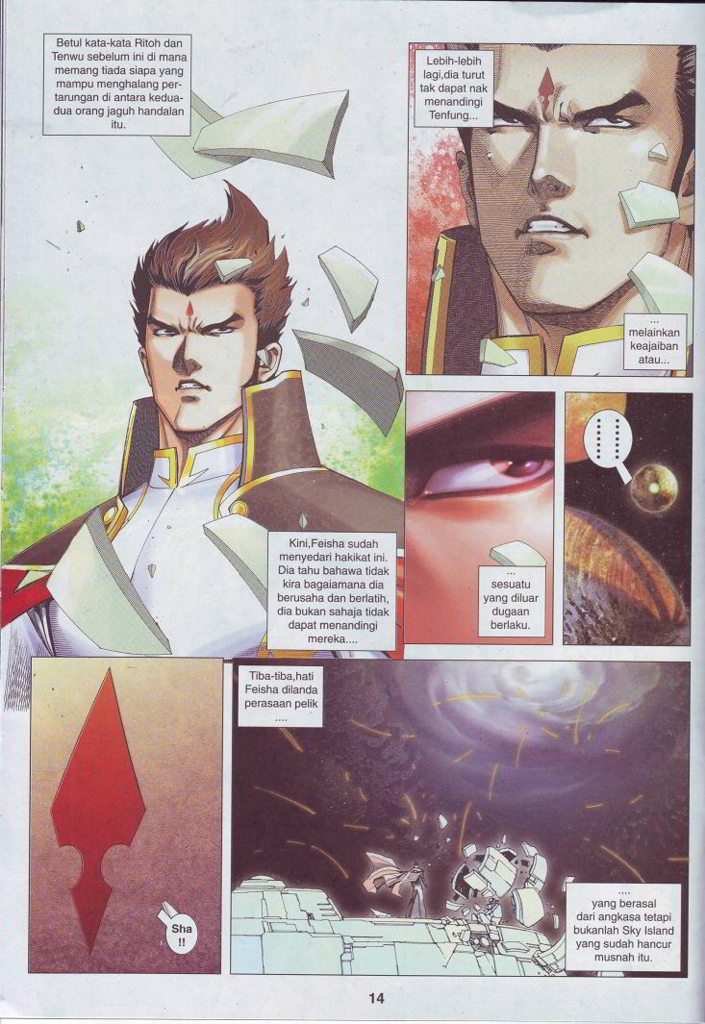 Betul kata-kata Ritoh dan
Tenwu sebelum ini di mana
memang tiada siapa yang
mampu menghalang per-
tarungan di antara kedua-
dua orang jaguh handalan
itu.
Lebih-lebih
lagi,dia turut
tak dapat nak
menandingi
Tenfung...
...
melainkan
keajaiban
atau...
Kini,Feisha sudah
menyedari hakikat ini.
Dia tahu bahawa tidak
kira bagaiamana dia
berusaha dan berlatih,
dia bukan sahaja tidak
dapat menandingi
mereka....
...
sesuatu
yang diluar
dugaan
berlaku.
Sha
!!
Tiba-tiba,hati
Feisha dilanda
perasaan pelik
....
....
yang berasal
dari angkasa tetapi
bukanlah Sky Island
yang sudah hancur
musnah itu.
14